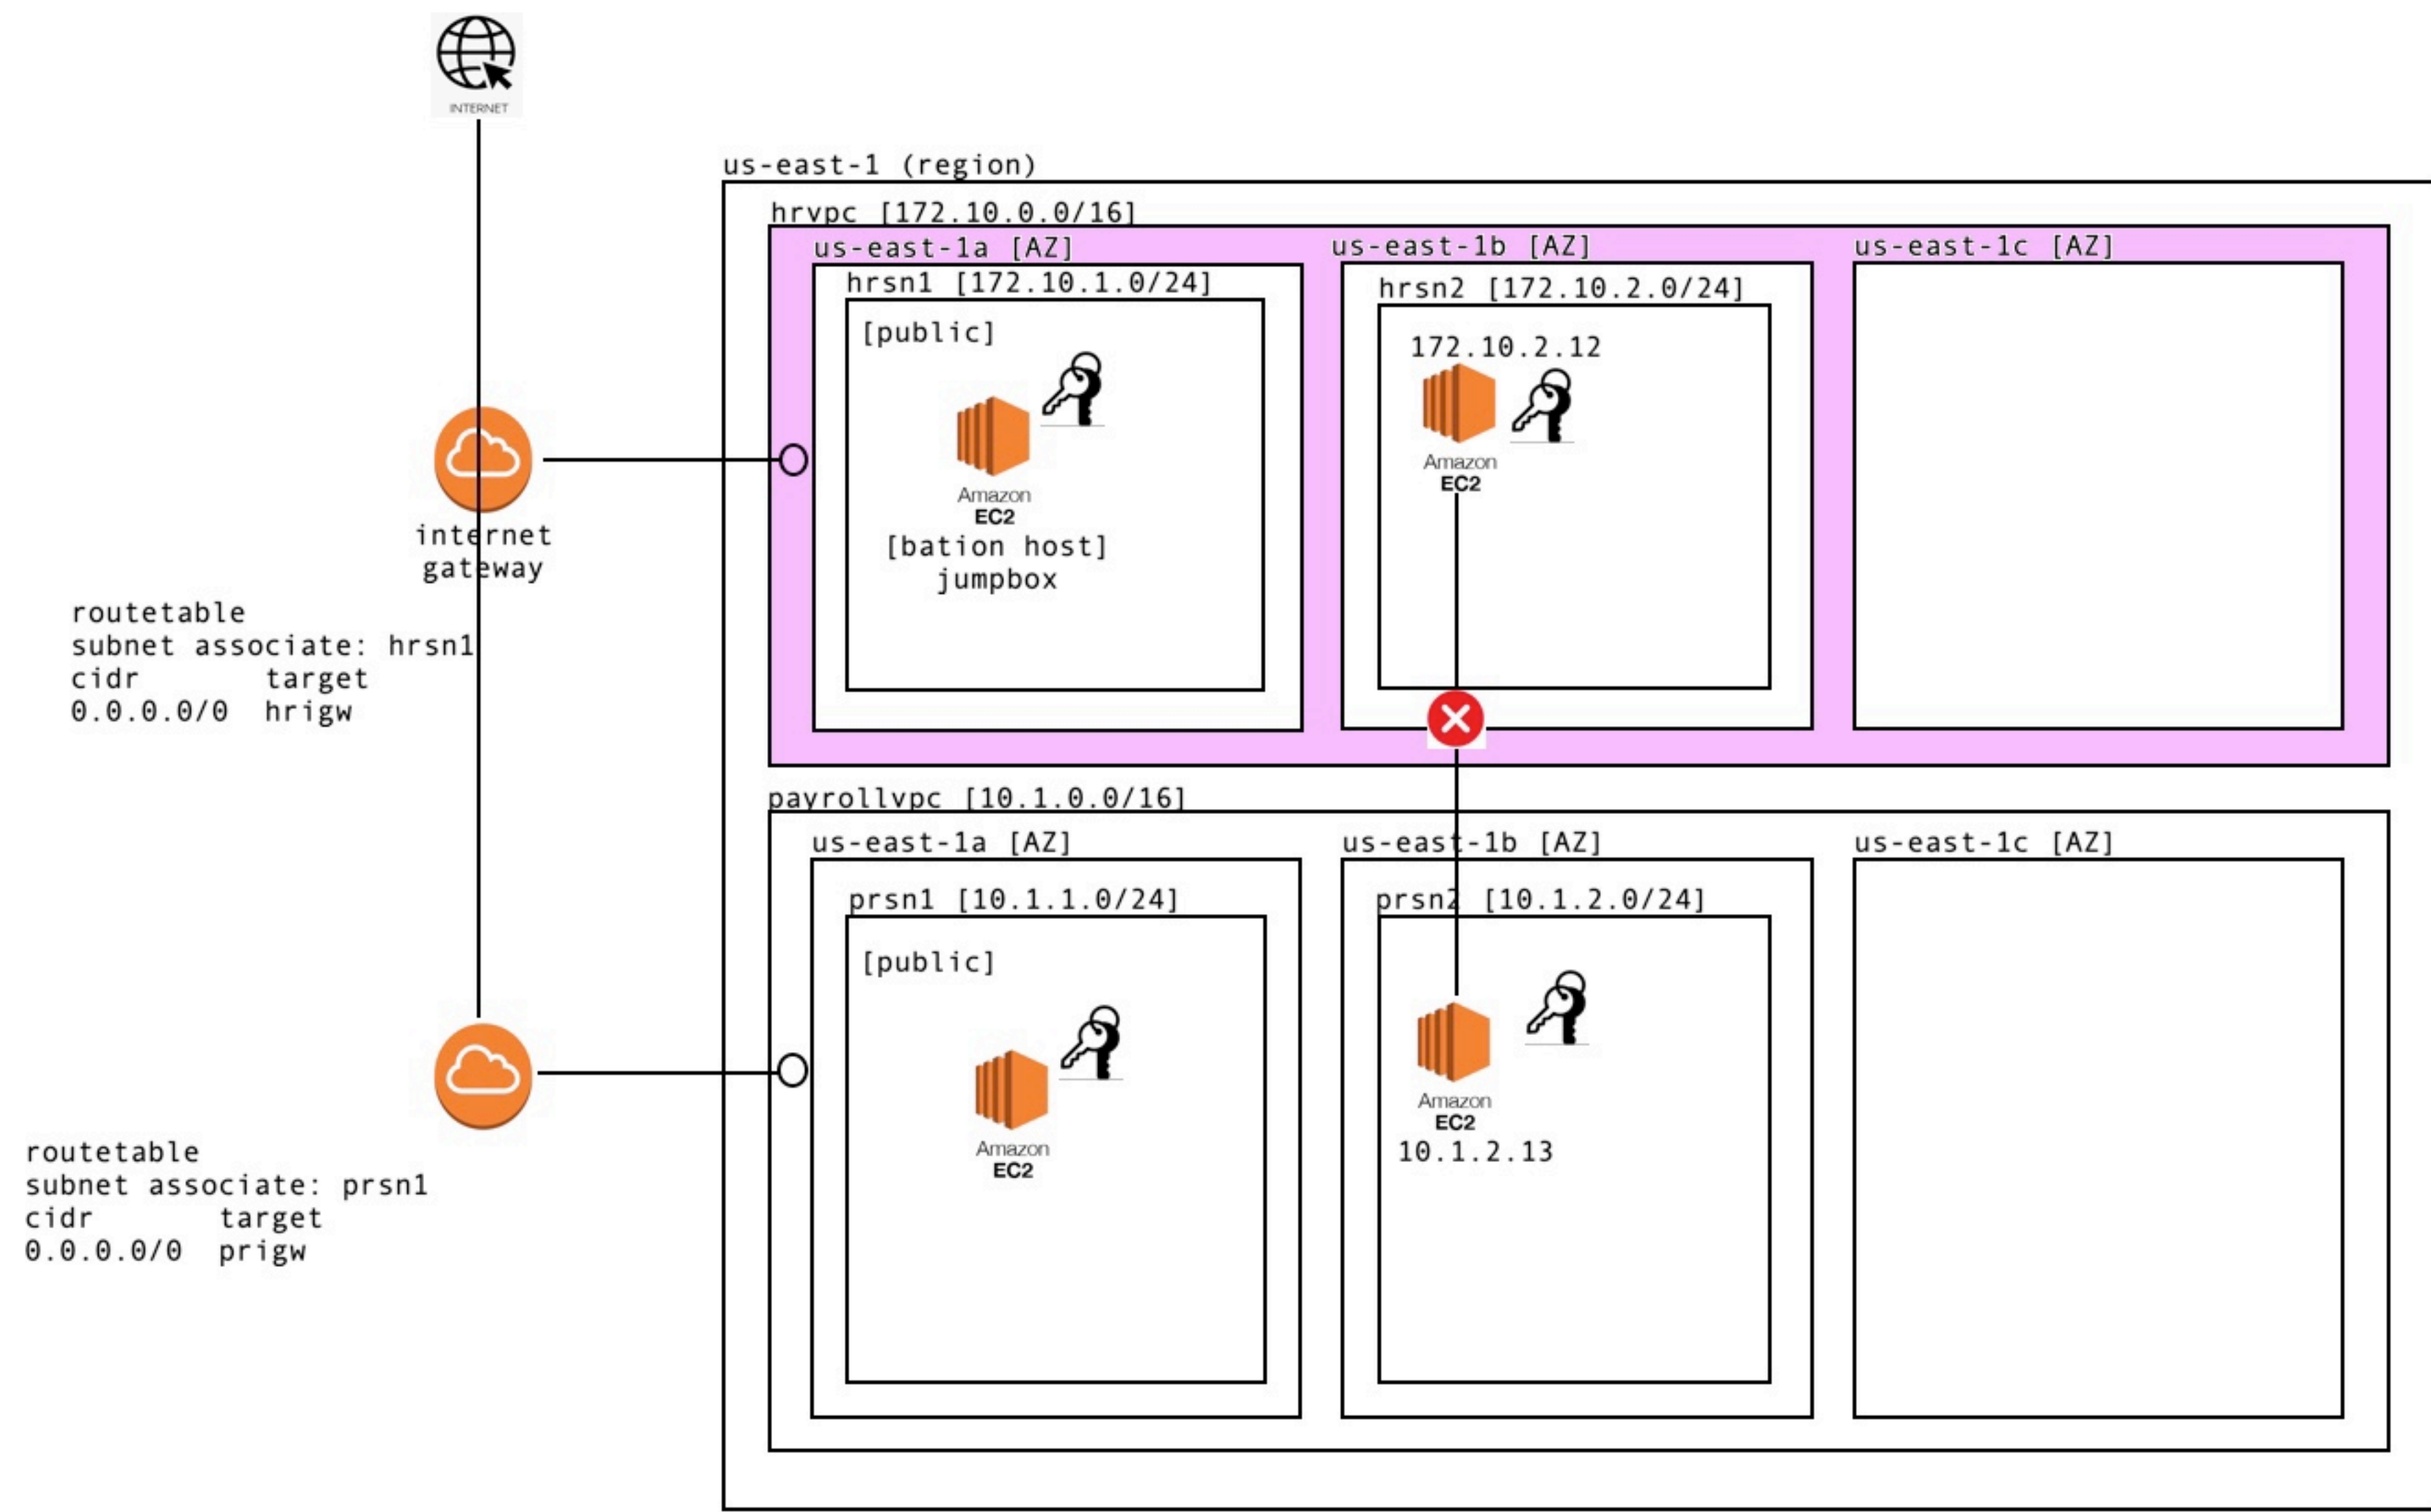 INTERNET
us-east-1 (region)
hrvpc [172.10.0.0/16]
us-east-1a [AZ]
us-east-1b [AZ]
us-east-1c [AZ]
hrsn1 [172.10.1.0/24]
hrsn2 [172.10.2.0/24]
[public]
172.10.2.12
Amazon
EC2
[bation host]
jumpbox
Amazon
EC2
internet
gateway
routetable
subnet associate: hrsn1
cidr target
0.0.0.0/0 hrigw
payrollvpc [10.1.0.0/16]
us-east-1a [AZ]
us-east-1b [AZ]
us-east-1c [AZ]
prsn1 [10.1.1.0/24]
prsn2 [10.1.2.0/24]
[public]
Amazon
EC2
Amazon
EC2
10.1.2.13
routetable
subnet associate: prsn1
cidr target
0.0.0.0/0 prigw